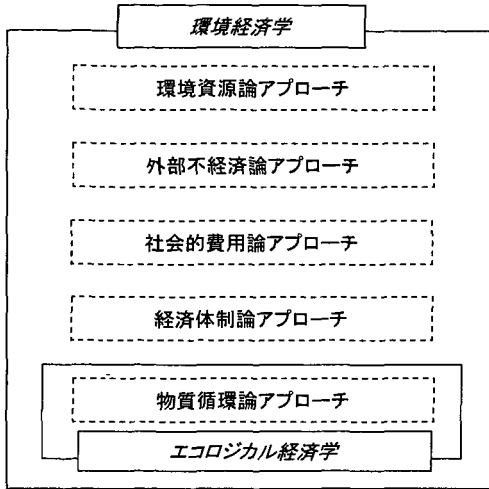 環境経済学
環境資源論アプローチ
外部不経済論アプローチ
社会的費用論アプローチ
経済体制論アプローチ
物質循環論アプローチ
エコロジカル経済学